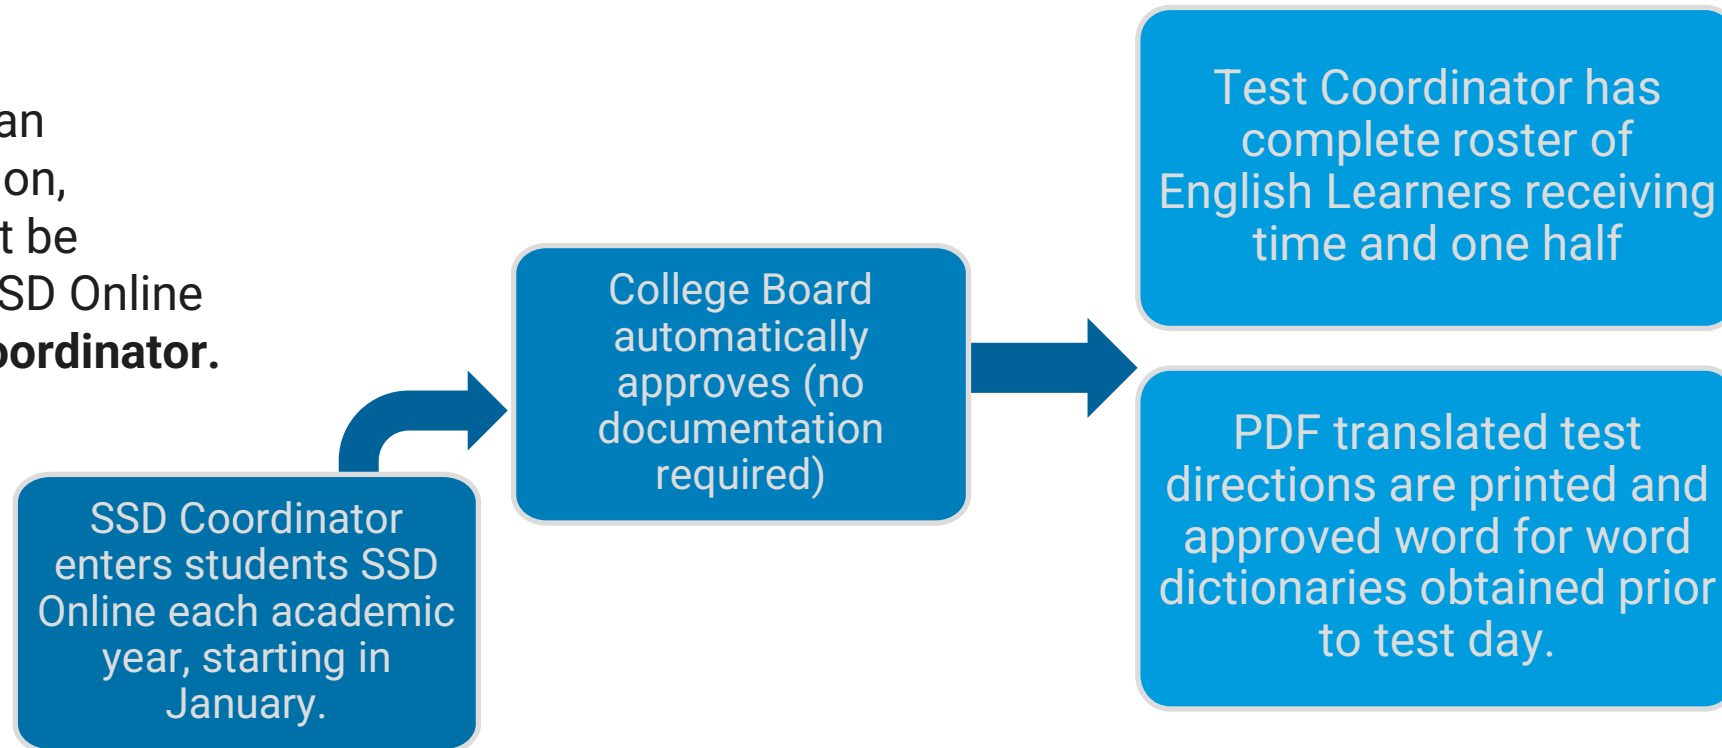 an
on,
t be
SD Online
oordinator.
SSD Coordinator
enters students SSD
Online each academic
year, starting in
January.
College Board
automatically
approves (no
documentation
required)
Test Coordinator has
complete roster of
English Learners receiving
time and one half
PDF translated test
directions are printed and
approved word for word
dictionaries obtained prior
to test day.